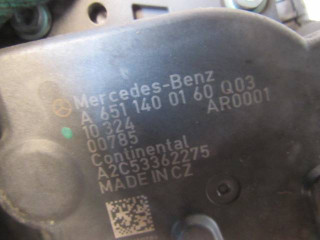 Mercedes-Benz
A 651 140 01 60 Q03
10 324 AR0001
00785
Continental
A2C53362275
MADE IN CZ